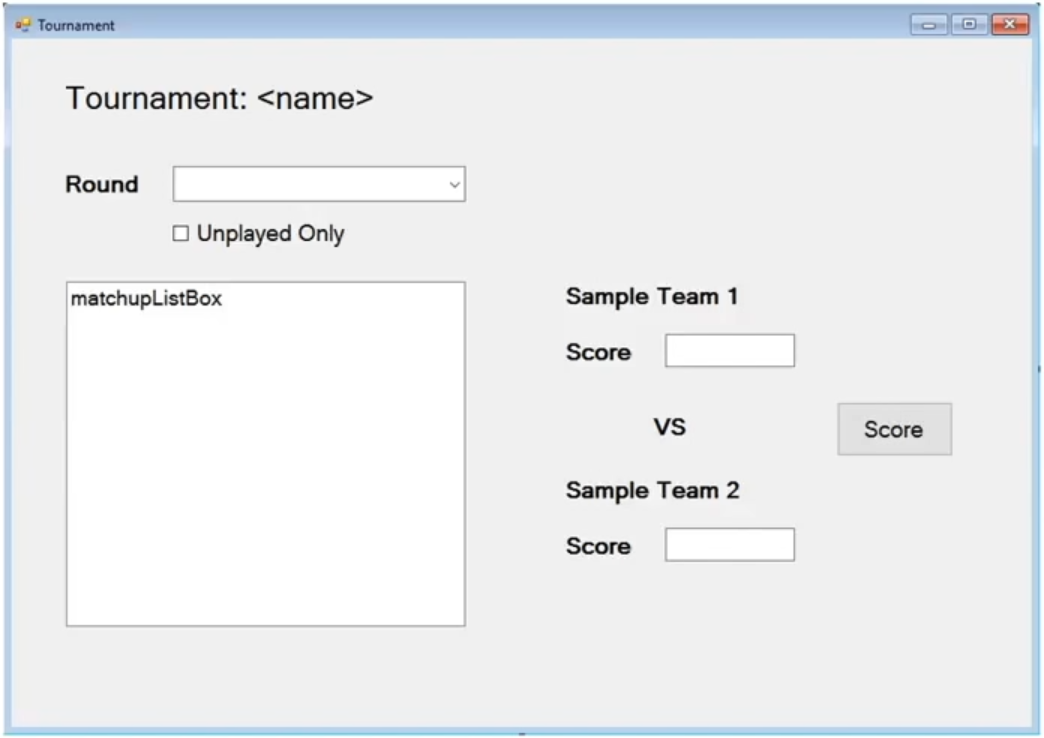 Tournament
Tournament: <name>
Round
Unplayed Only
matchupListBox
Sample Team 1
Score
VS
Score
Sample Team 2
Score